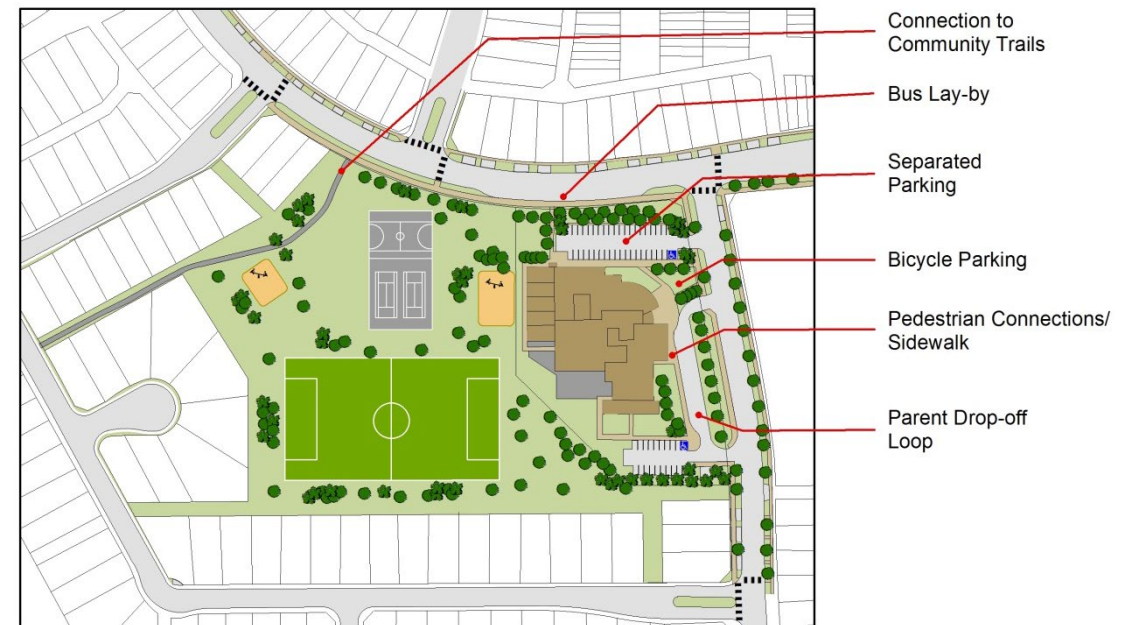 Connection to
Community Trails
Bus Lay-by
Separated
Parking
Bicycle Parking
Pedestrian Connections/
Sidewalk
Parent Drop-off
Loop